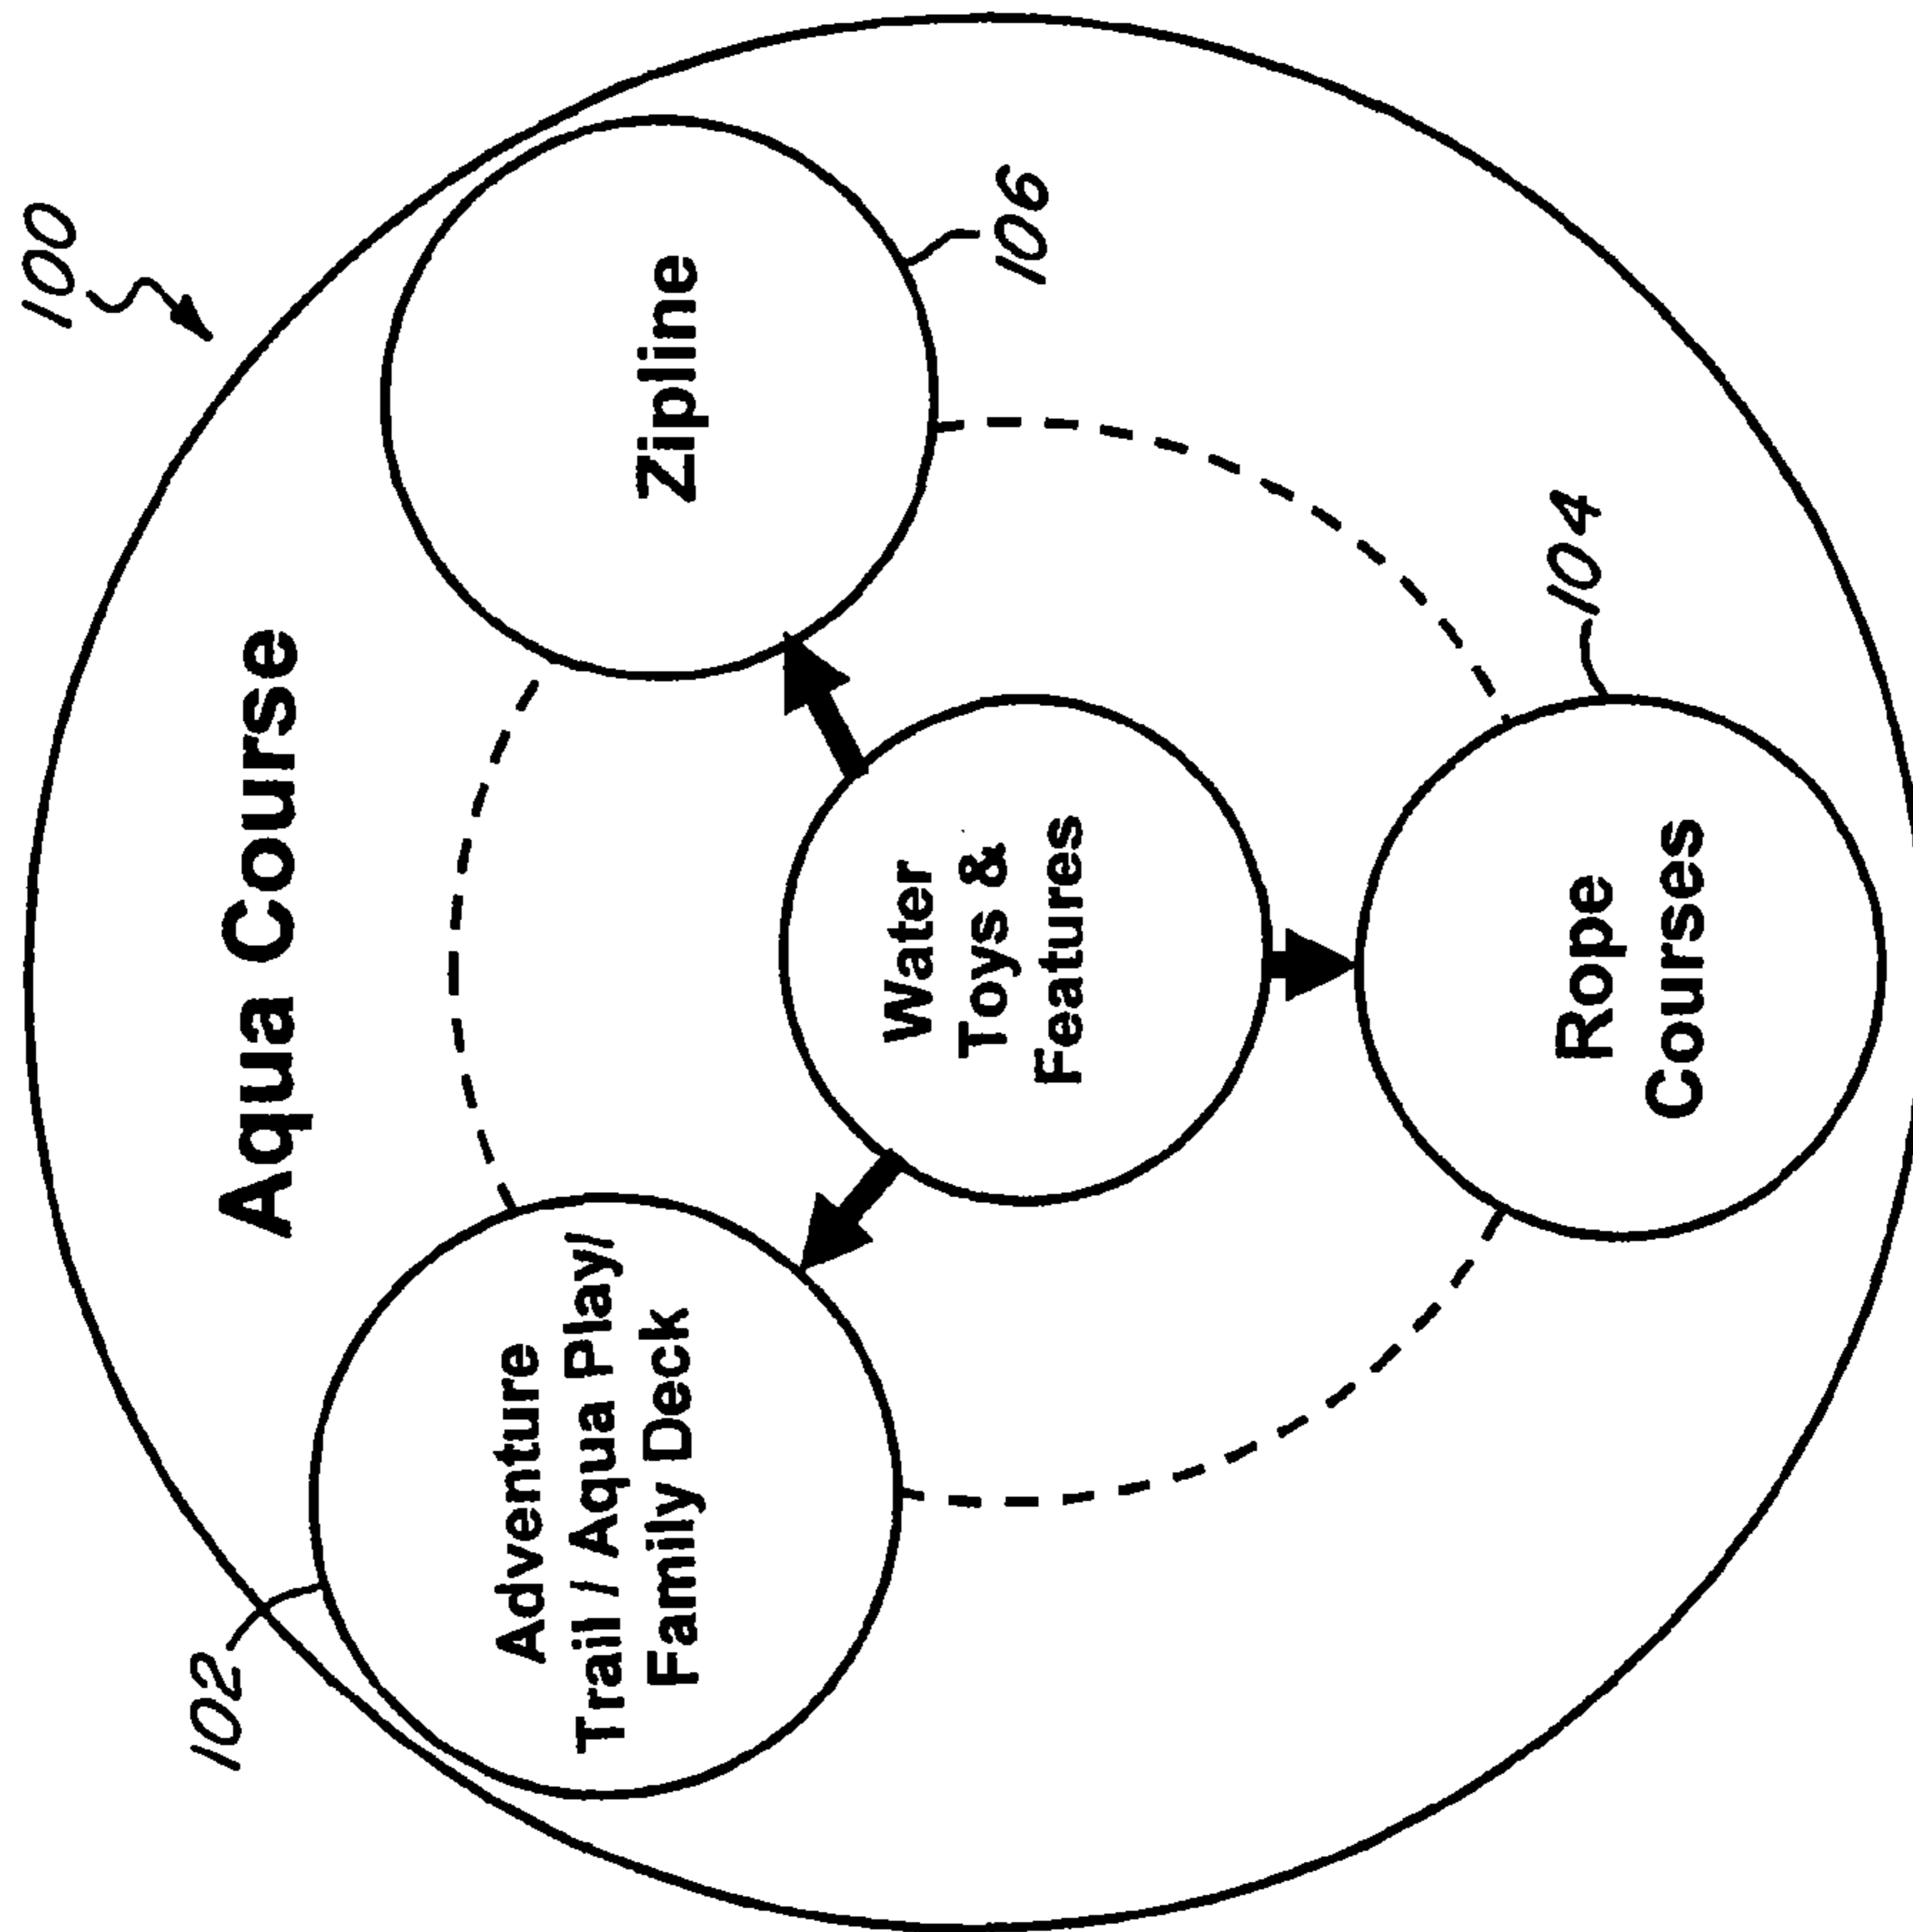 100
Aqua Course
102
Adventure
Trail / Aqua Play/
Family Deck
Zipline
106
Water
Toys &
Features
104
Rope
Courses